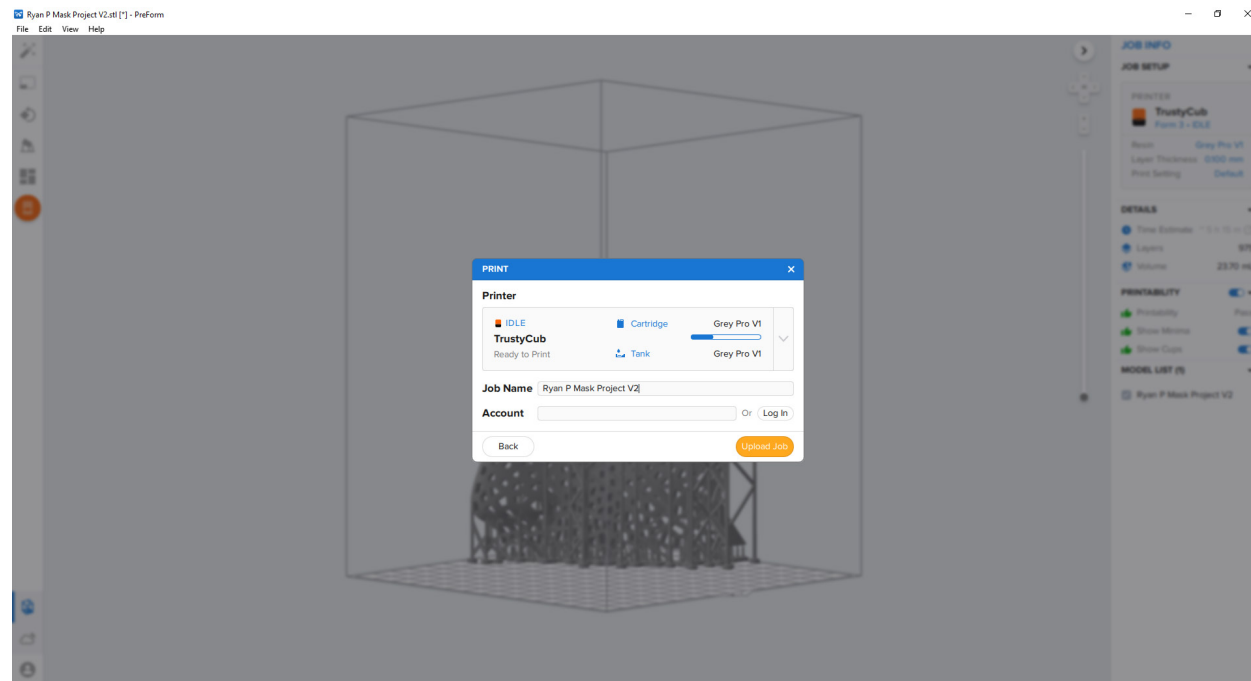 Ryan P Mask Project V2.stl [*] - PreForm
File Edit View Help
PRINT
Printer
IDLE
TrustyCub
Ready to Print
Cartridge Grey Pro V1
Tank Grey Pro V1
Job Name Ryan P Mask Project V2
Account Or Log In
Back Upload Job
JOB INFO
JOB SETUP
PRINTER
TrustyCub
Form 3 • IDLE
Resin Grey Pro V1
Layer Thickness 0.100 mm
Print Setting Default
DETAILS
Time Estimate
Layers
Volume
PRINTABILITY
Printability
Show Minima
Show Cups
MODEL LIST (1)
Ryan P Mask Project V2